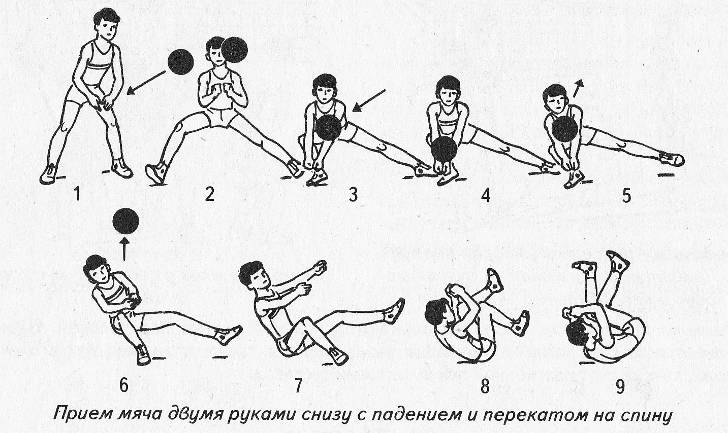 1 2 3 4 5
6 7 8 9
Прием мяча двумя руками снизу с падением и перекатом на спину